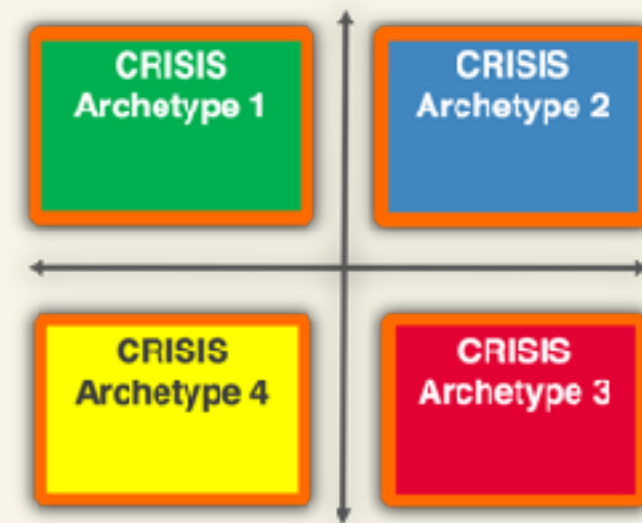 CRISIS
Archetype 1
CRISIS
Archetype 2
CRISIS
Archetype 4
CRISIS
Archetype 3